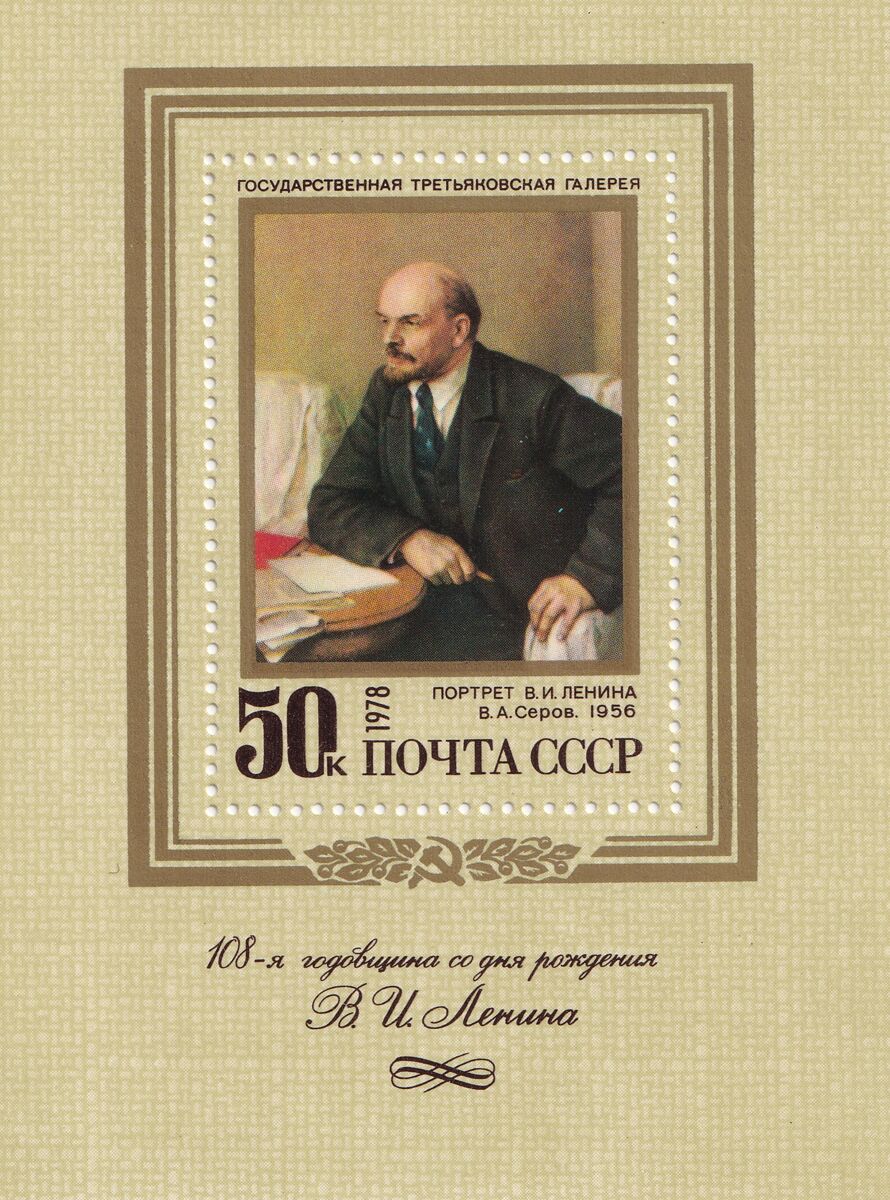 ГОСУДАРСТВЕННАЯ ТРЕТЬЯКОВСКАЯ ГАЛЕРЕЯ
50к
1978
ПОРТРЕТ В.И. ЛЕНИНА
В.А.Серов. 1956
ПОЧТА СССР
108-я годовщина со дня рождения
В. И. Ленина